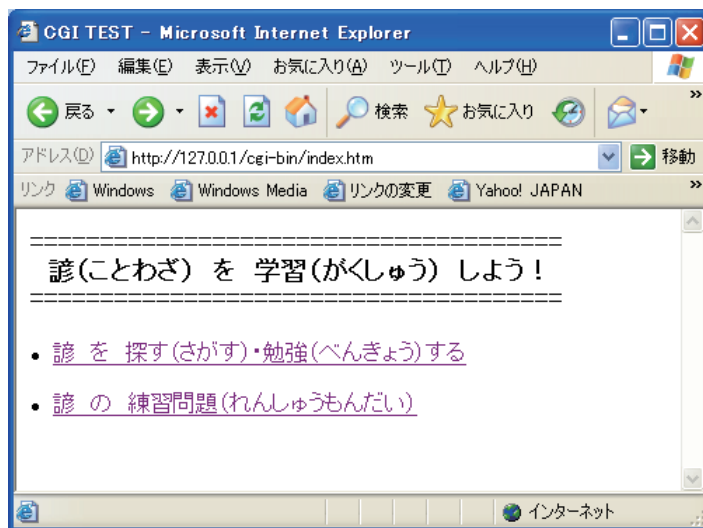 CGI TEST - Microsoft Internet Explorer
ファイル(F) 編集(E) 表示(V) お気に入り(A) ツール(T) ヘルプ(H)
戻る 検索 お気に入り »
アドレス(D) http://127.0.0.1/cgi-bin/index.htm 移動
リンク Windows Windows Media リンクの変更 Yahoo! JAPAN »
======================================
諺(ことわざ) を 学習(がくしゅう) しよう!
======================================
• 諺 を 探す(さがす)・勉強(べんきょう)する
• 諺 の 練習問題(れんしゅうもんだい)
インターネット